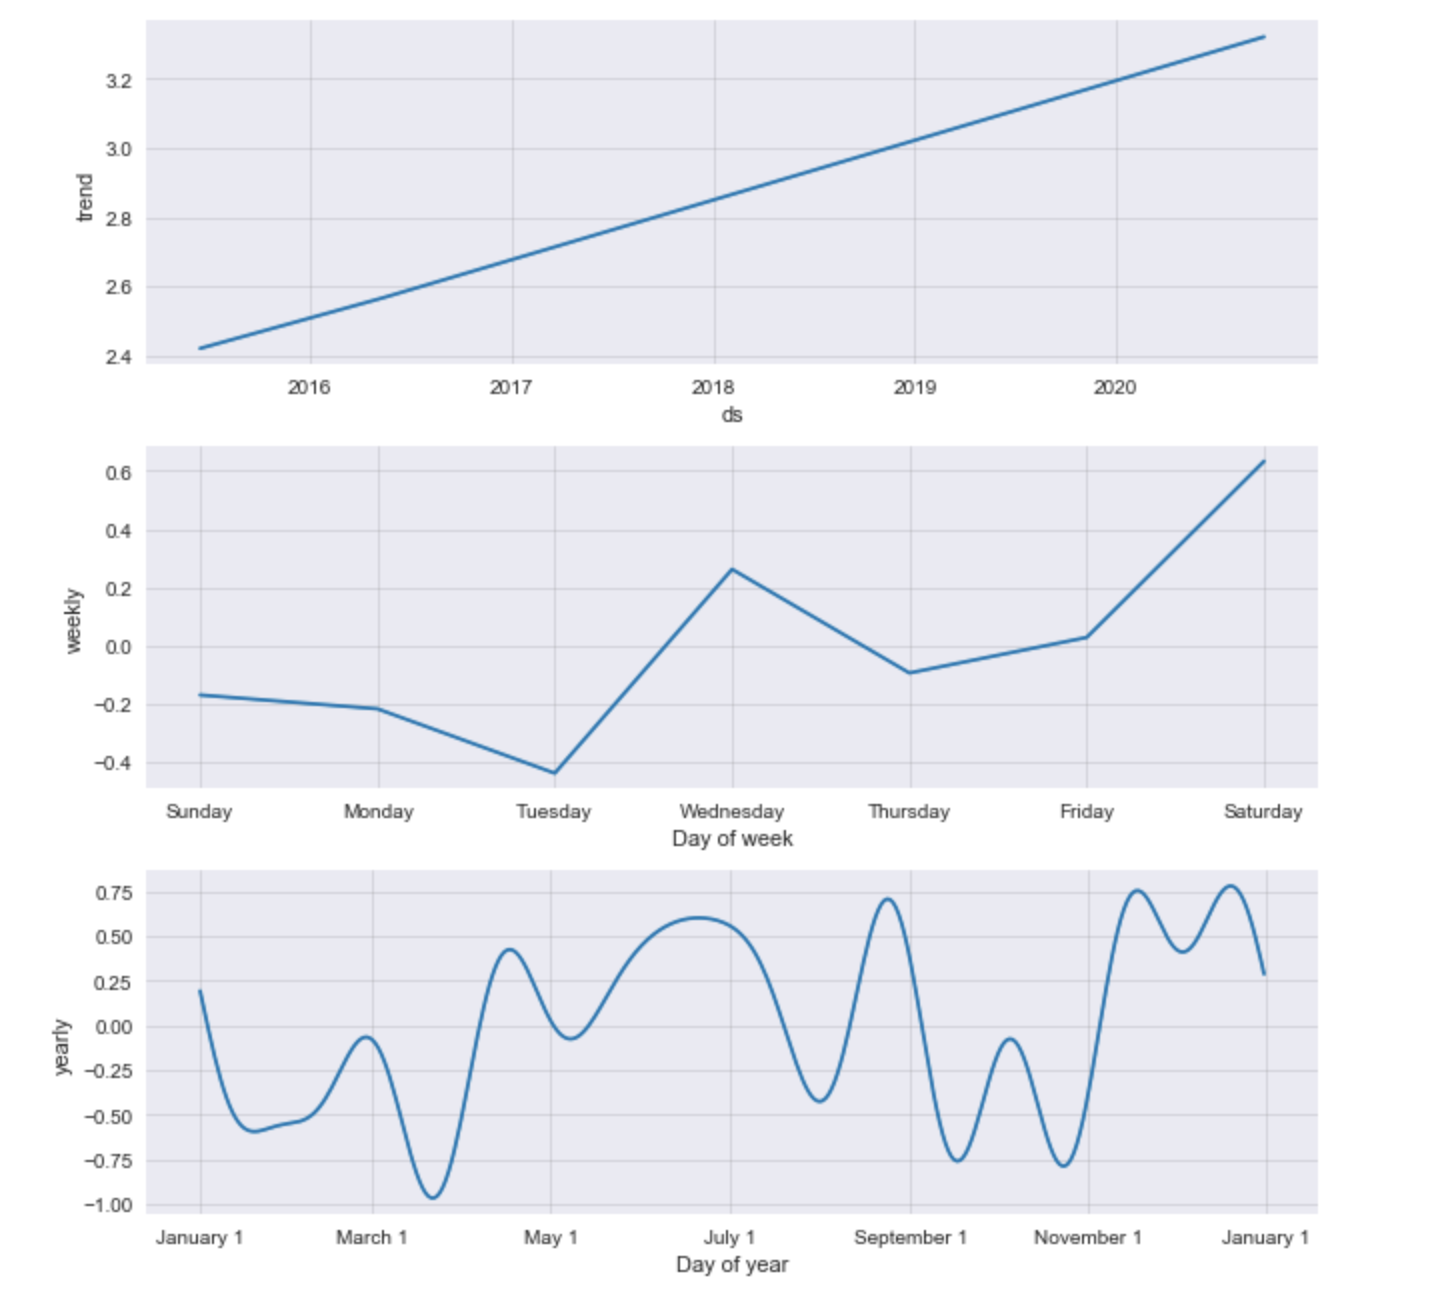 3.2
3.0
2.8
2.6
2.4
trend
2016 2017 2018 2019 2020
ds
0.6
0.4
0.2
0.0
−0.2
−0.4
weekly
Sunday Monday Tuesday Wednesday Thursday Friday Saturday
Day of week
0.75
0.50
0.25
0.00
−0.25
−0.50
−0.75
−1.00
yearly
January 1 March 1 May 1 July 1 September 1 November 1 January 1
Day of year